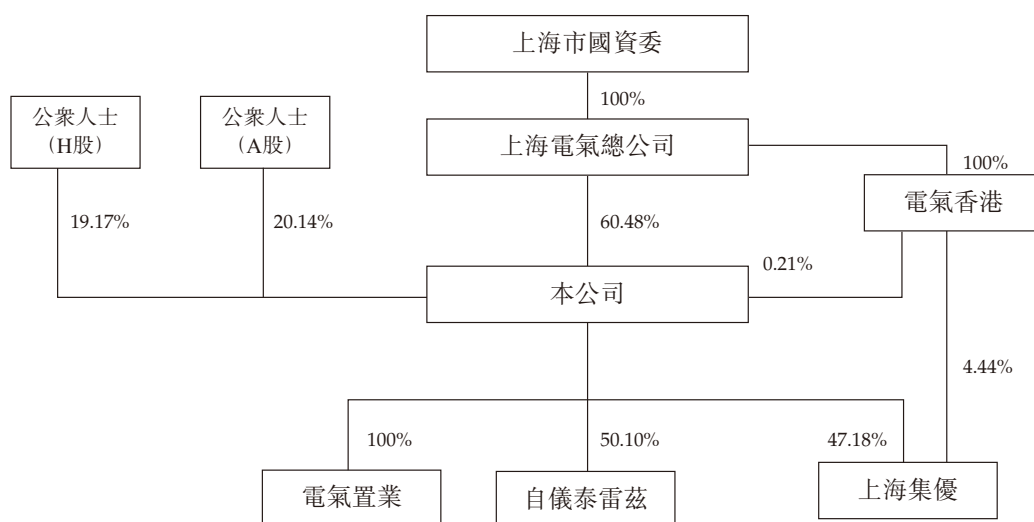 上海市國資委
100%
公衆人士
(H股)
公衆人士
(A股)
上海電氣總公司
100%
電氣香港
19.17%
20.14%
60.48%
0.21%
本公司
4.44%
100%
50.10%
47.18%
電氣置業
自儀泰雷茲
上海集優